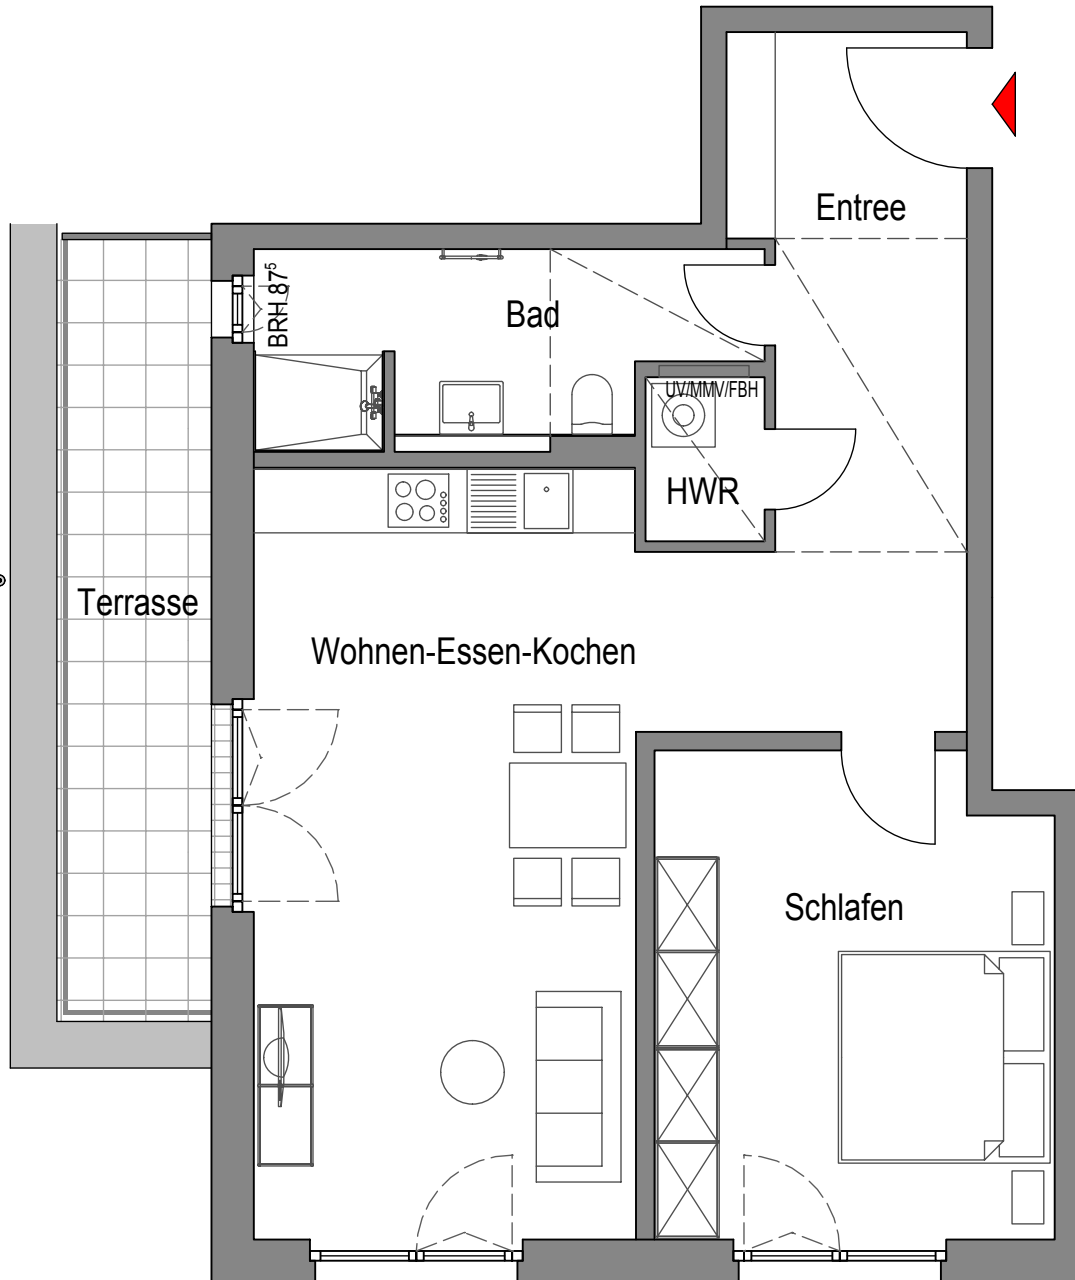 Entree
BRH 87⁵
Bad
UV/MMV/FBH
HWR
Terrasse
Wohnen-Essen-Kochen
Schlafen